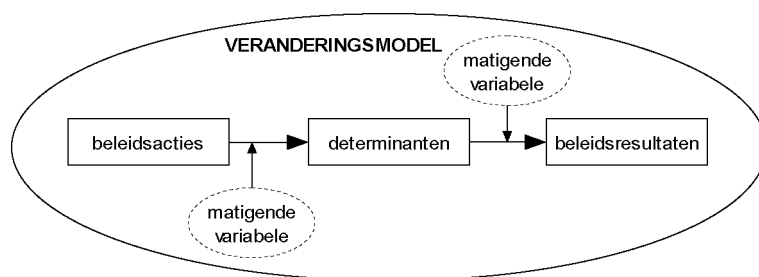 VERANDERINGSMODEL
matigende
variabele
beleidsacties
determinanten
beleidsresultaten
matigende
variabele